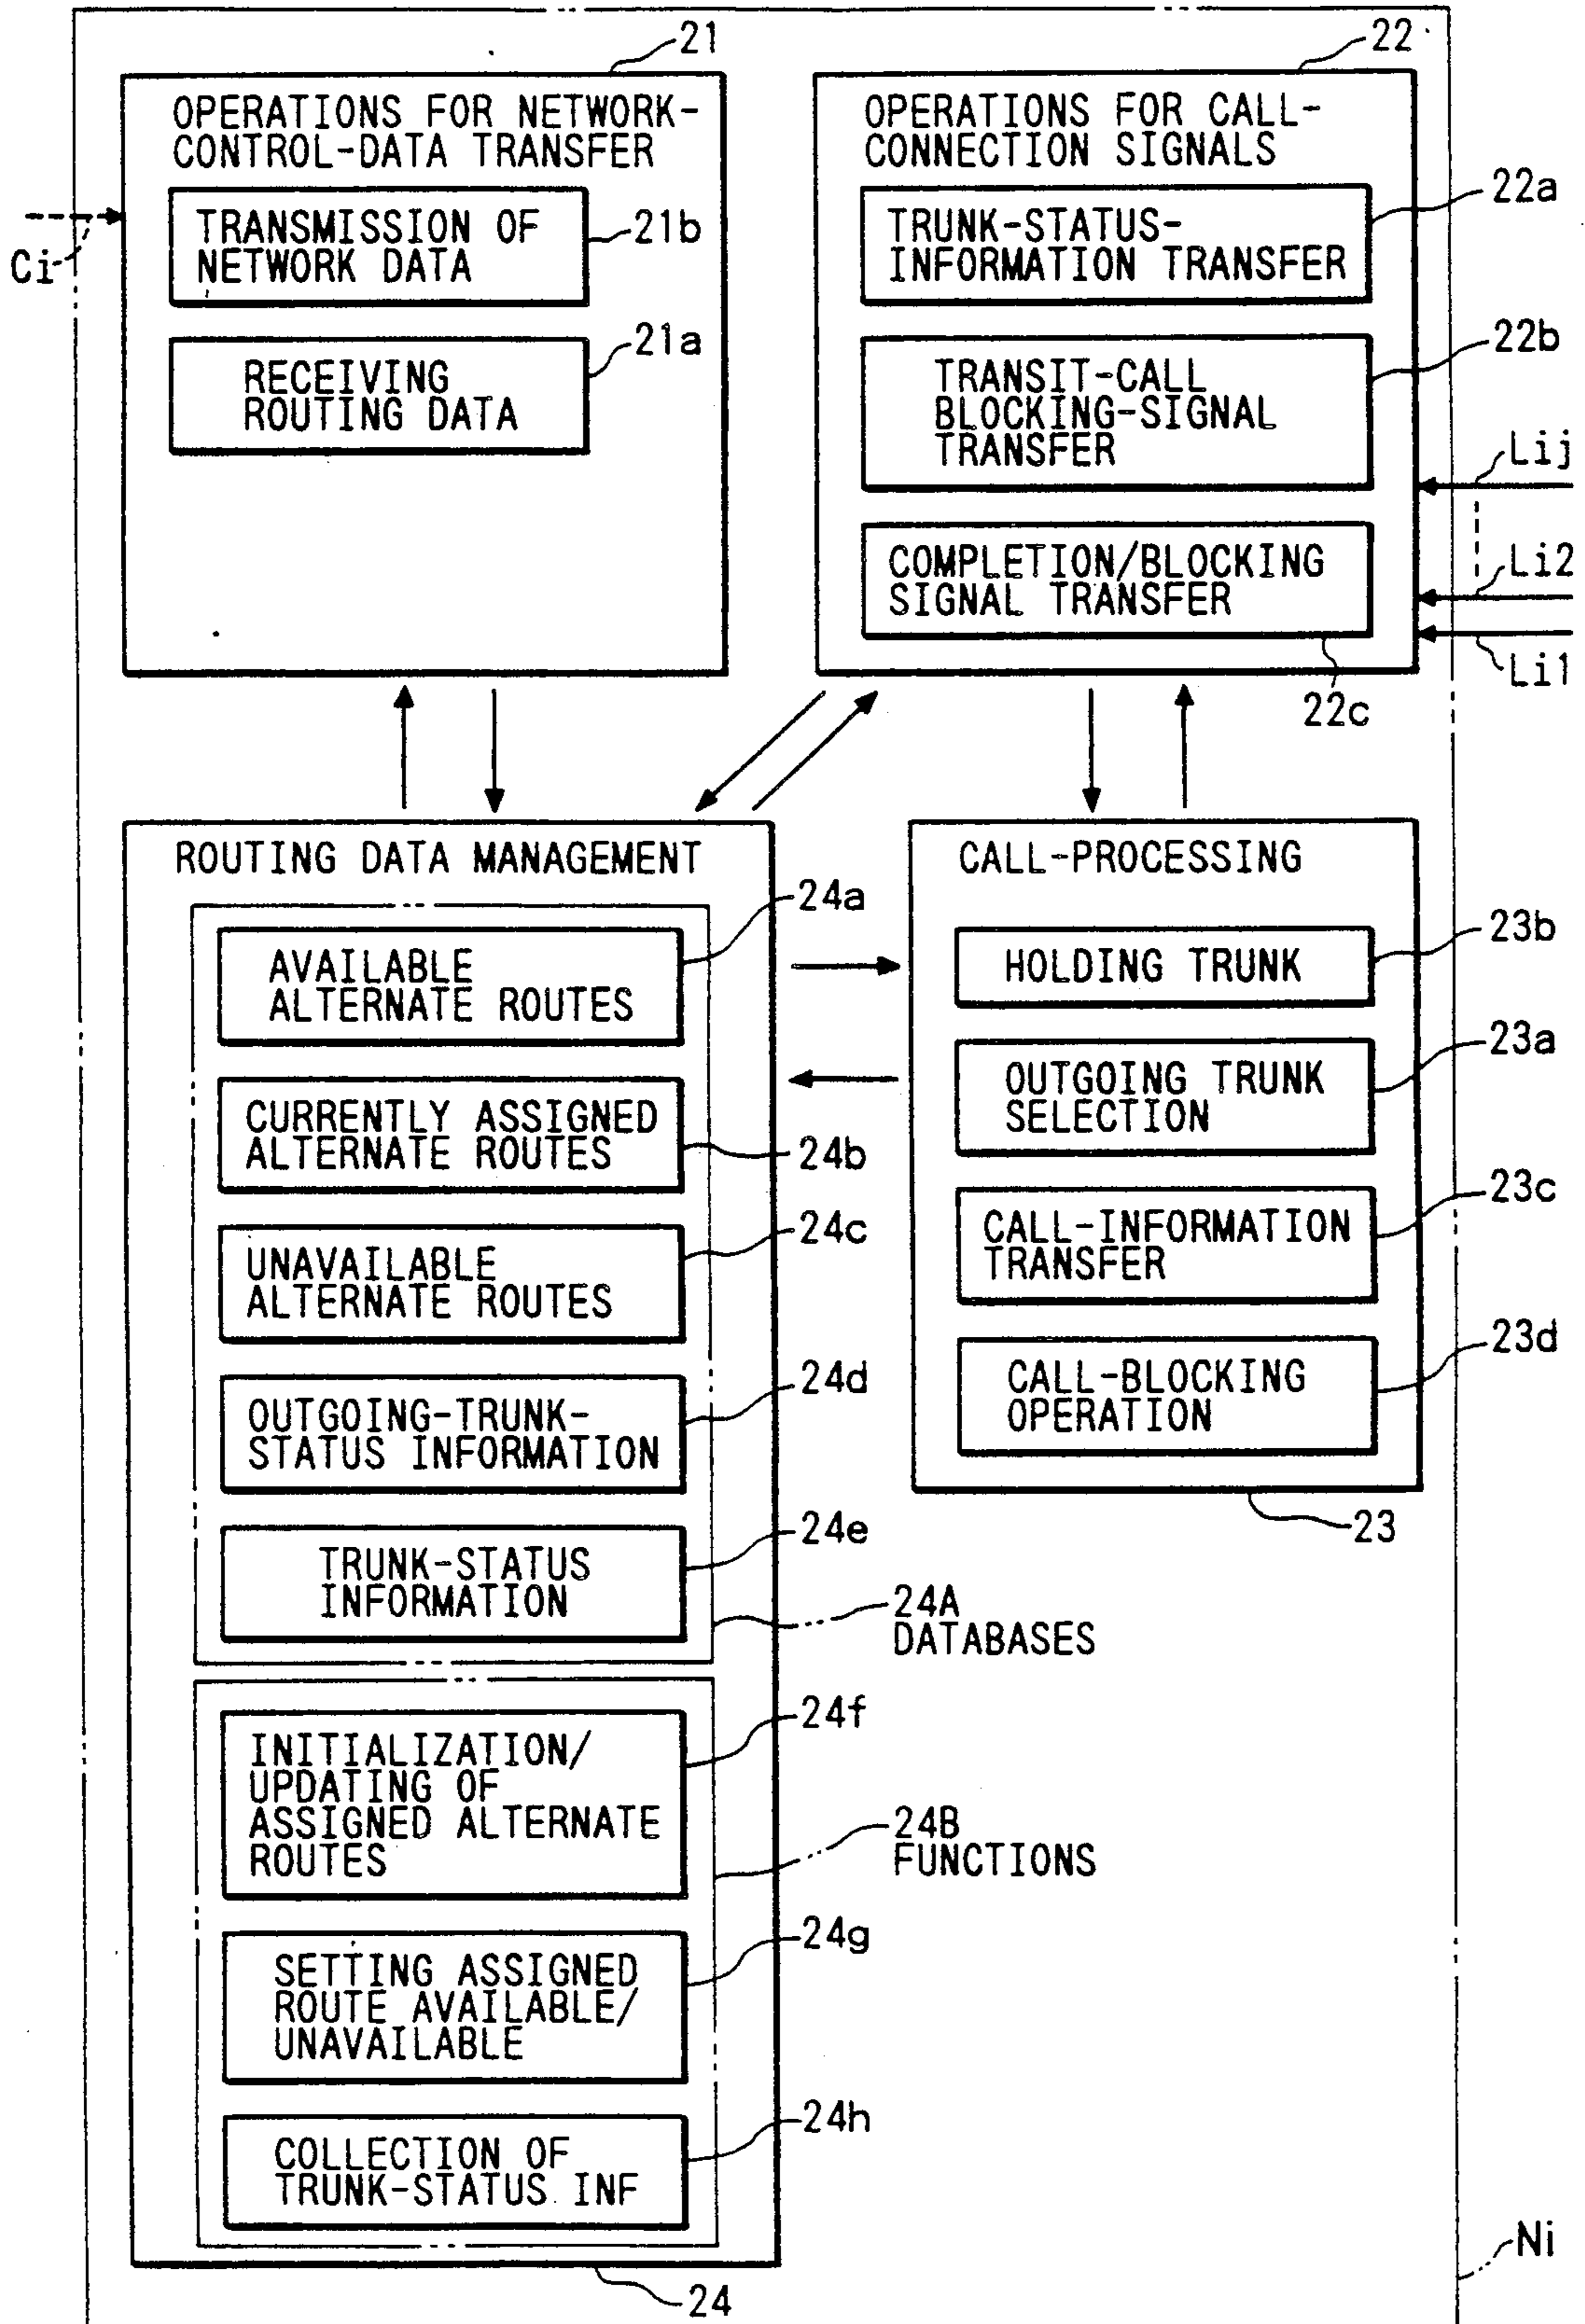 21
OPERATIONS FOR NETWORK-
CONTROL-DATA TRANSFER
TRANSMISSION OF
NETWORK DATA
21b
RECEIVING
ROUTING DATA
21a
Ci
22
OPERATIONS FOR CALL-
CONNECTION SIGNALS
TRUNK-STATUS-
INFORMATION TRANSFER
22a
TRANSIT-CALL
BLOCKING-SIGNAL
TRANSFER
22b
COMPLETION/BLOCKING
SIGNAL TRANSFER
22c
Lij
Li2
Li1
ROUTING DATA MANAGEMENT
AVAILABLE
ALTERNATE ROUTES
24a
CURRENTLY ASSIGNED
ALTERNATE ROUTES
24b
UNAVAILABLE
ALTERNATE ROUTES
24c
OUTGOING-TRUNK-
STATUS INFORMATION
24d
TRUNK-STATUS
INFORMATION
24e
24A
DATABASES
INITIALIZATION/
UPDATING OF
ASSIGNED ALTERNATE
ROUTES
24f
24B
FUNCTIONS
SETTING ASSIGNED
ROUTE AVAILABLE/
UNAVAILABLE
24g
COLLECTION OF
TRUNK-STATUS INF
24h
24
CALL-PROCESSING
HOLDING TRUNK
23b
OUTGOING TRUNK
SELECTION
23a
CALL-INFORMATION
TRANSFER
23c
CALL-BLOCKING
OPERATION
23d
23
Ni